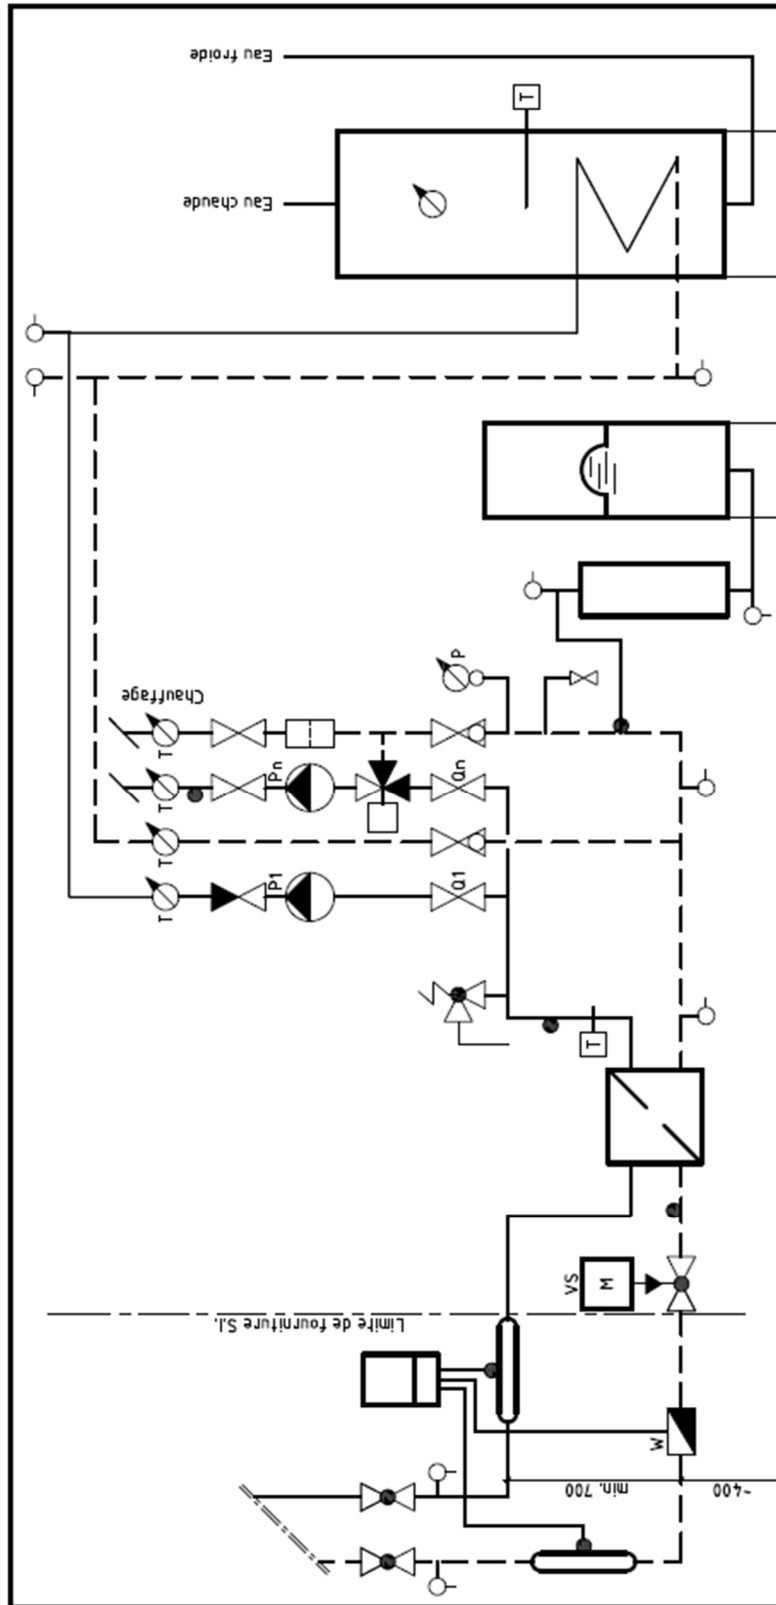 Eau froide
T
Eau chaude
Chauffage
P
T
T
Pn
Qn
T
T
P1
Q1
T
VS
M
Limite de fourniture S.I.
W
min. 700
~400